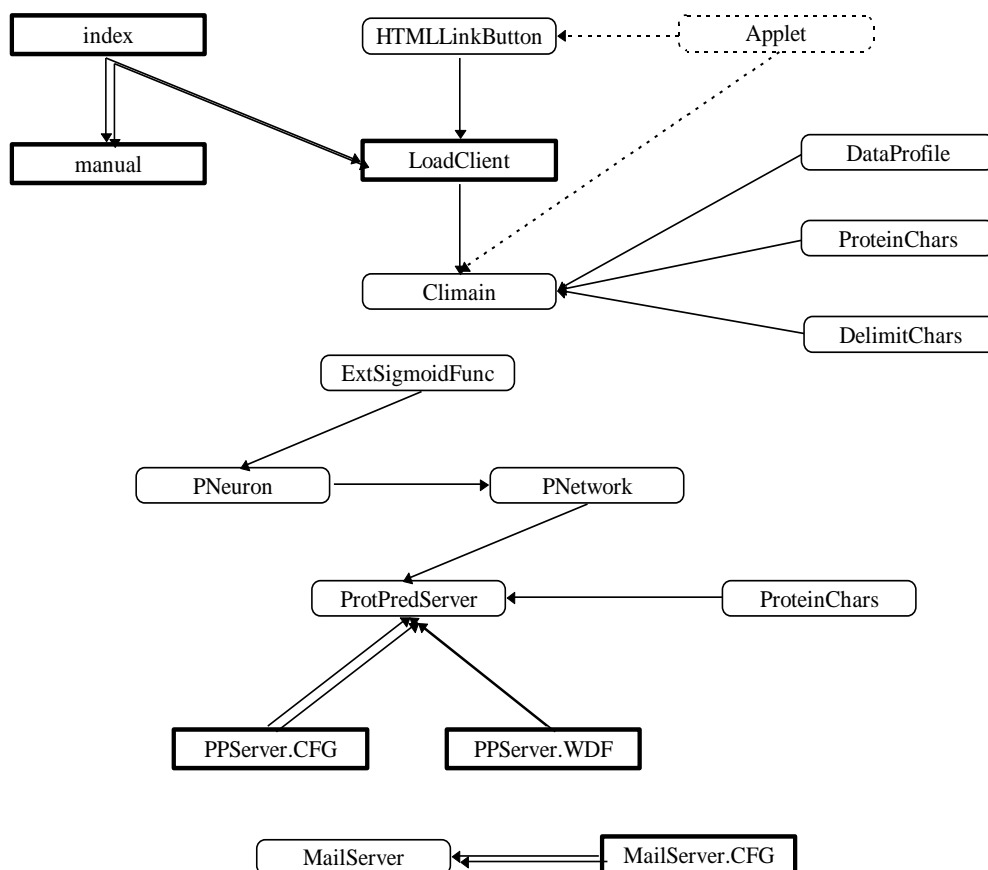 index
HTMLLinkButton
Applet
manual
LoadClient
DataProfile
ProteinChars
Climain
DelimitChars
ExtSigmoidFunc
PNeuron
PNetwork
ProtPredServer
ProteinChars
PPServer.CFG
PPServer.WDF
MailServer
MailServer.CFG